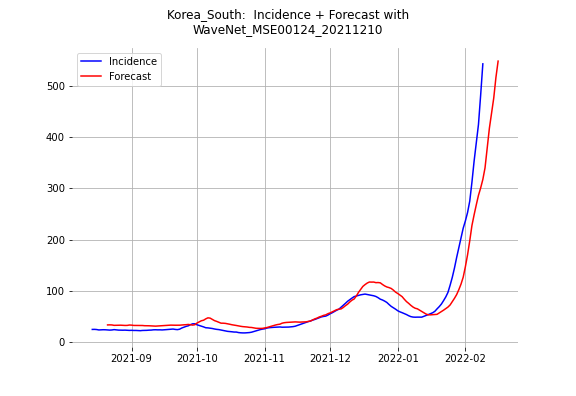 Korea_South:  Incidence + Forecast with
WaveNet_MSE00124_20211210
Incidence
Forecast
500
400
300
200
100
0
2021-09 2021-10 2021-11 2021-12 2022-01 2022-02